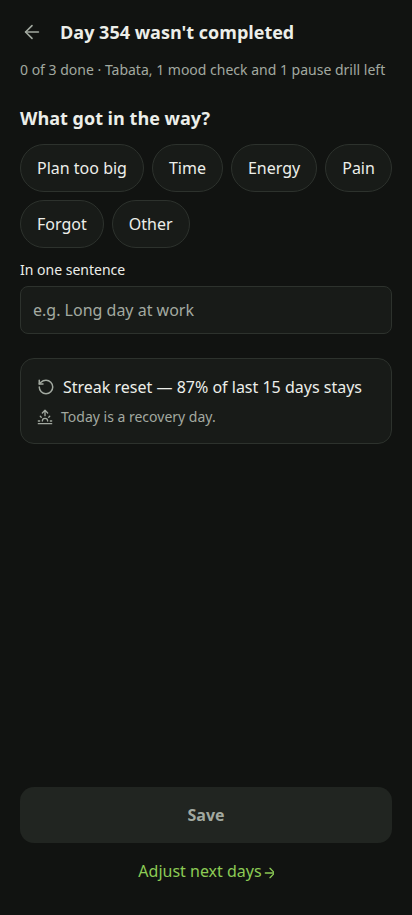 Day 354 wasn't completed
0 of 3 done · Tabata, 1 mood check and 1 pause drill left
What got in the way?
Plan too big Time Energy Pain
Forgot Other
In one sentence
e.g. Long day at work
Streak reset — 87% of last 15 days stays
Today is a recovery day.
Save
Adjust next days